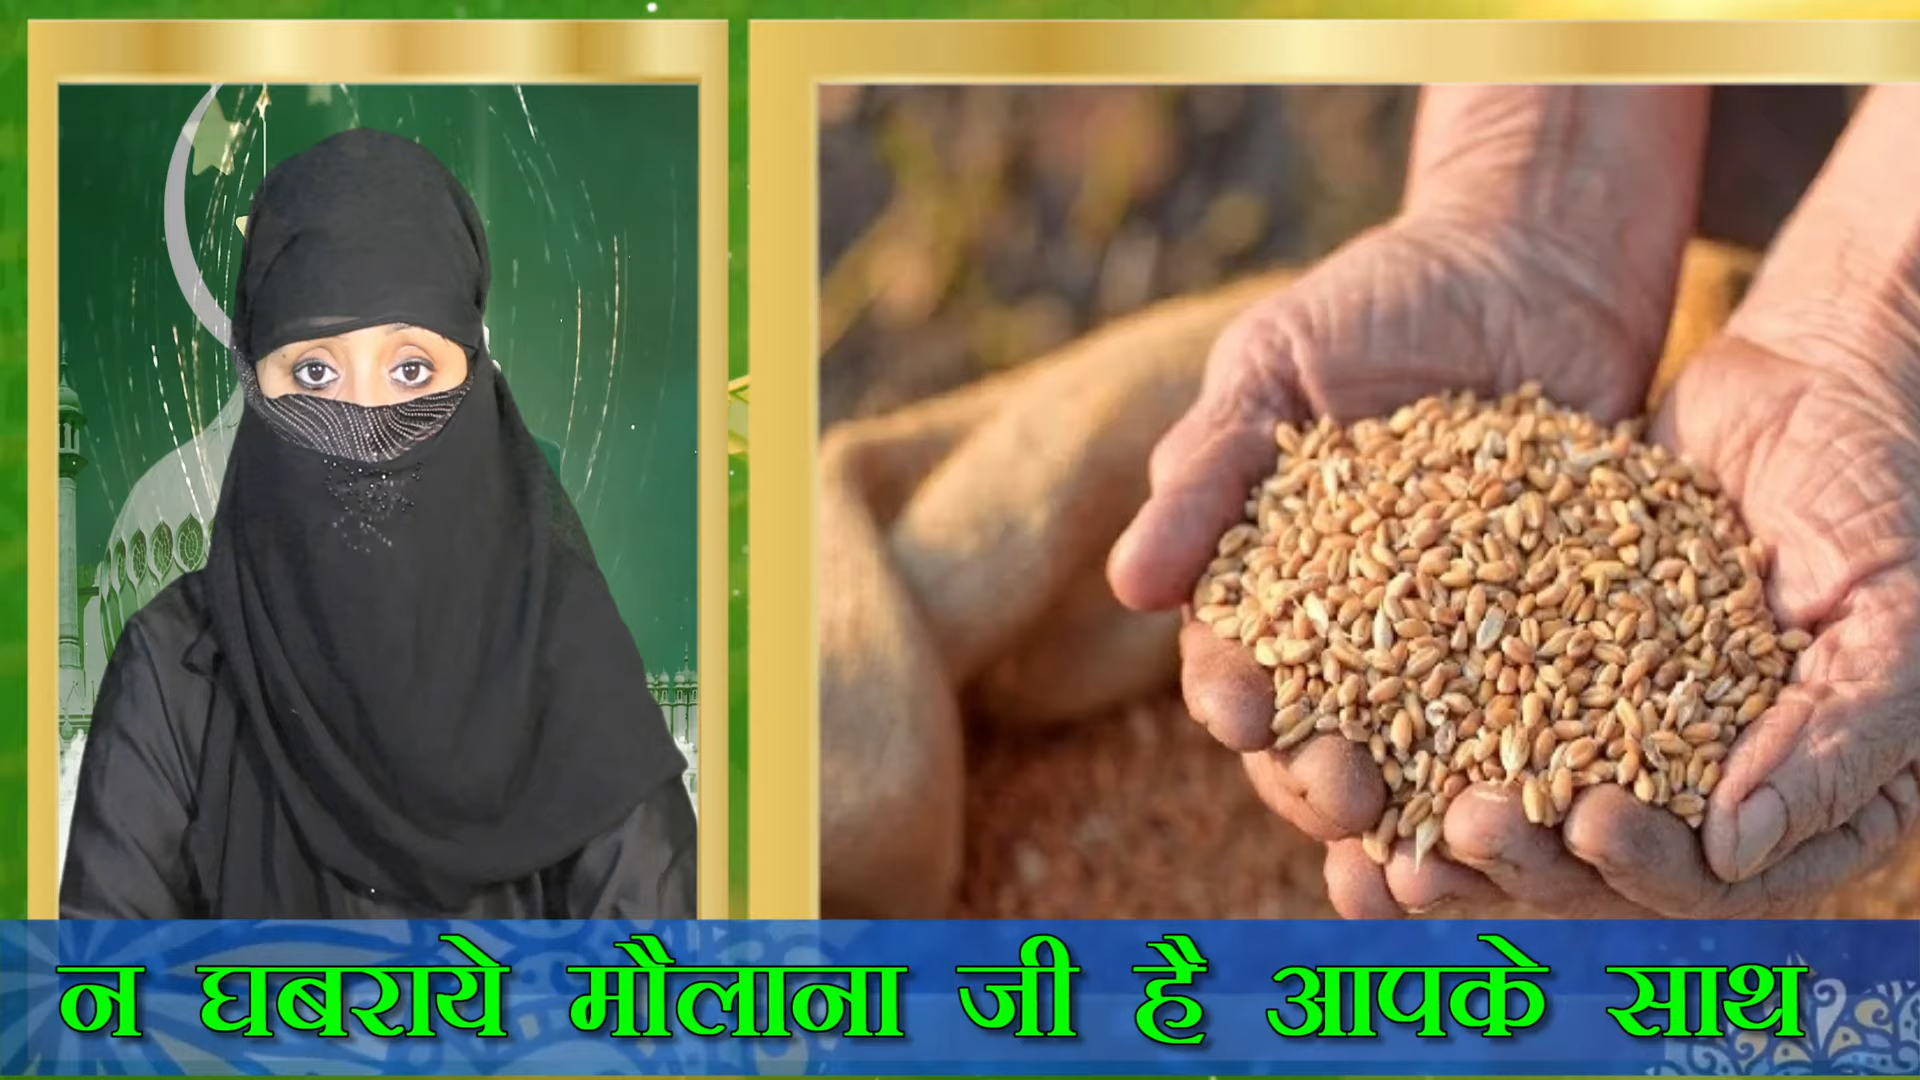 न घबराये मौलाना जी है आपके साथ